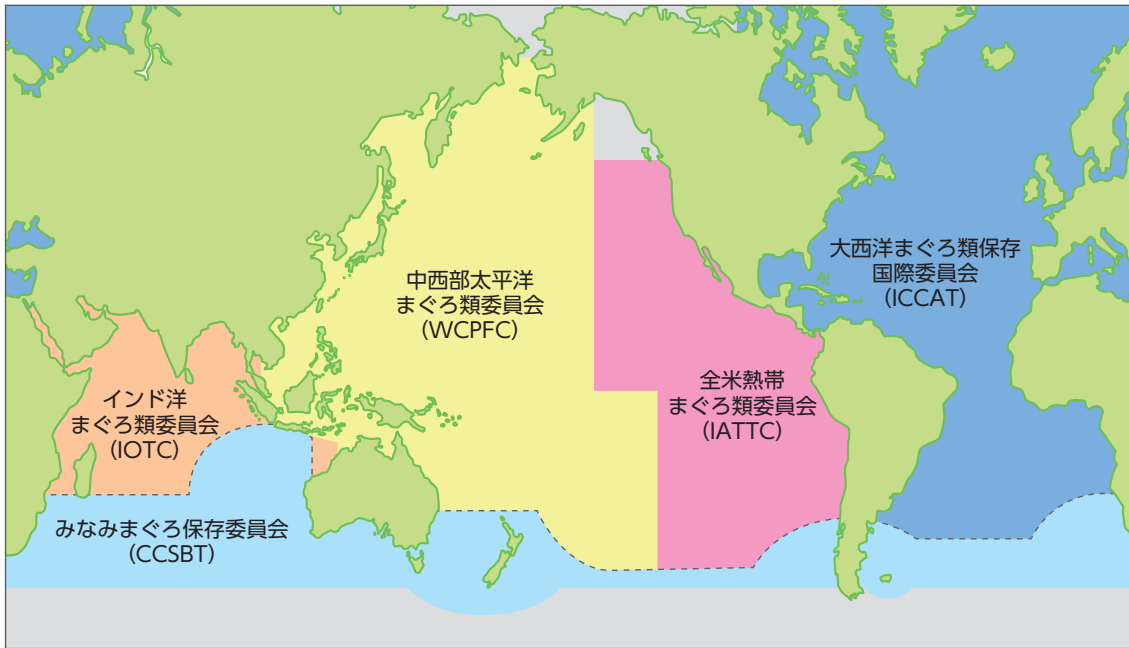 中西部太平洋
まぐろ類委員会
(WCPFC)
大西洋まぐろ類保存
国際委員会
(ICCAT)
インド洋
まぐろ類委員会
(IOTC)
全米熱帯
まぐろ類委員会
(IATTC)
みなみまぐろ保存委員会
(CCSBT)